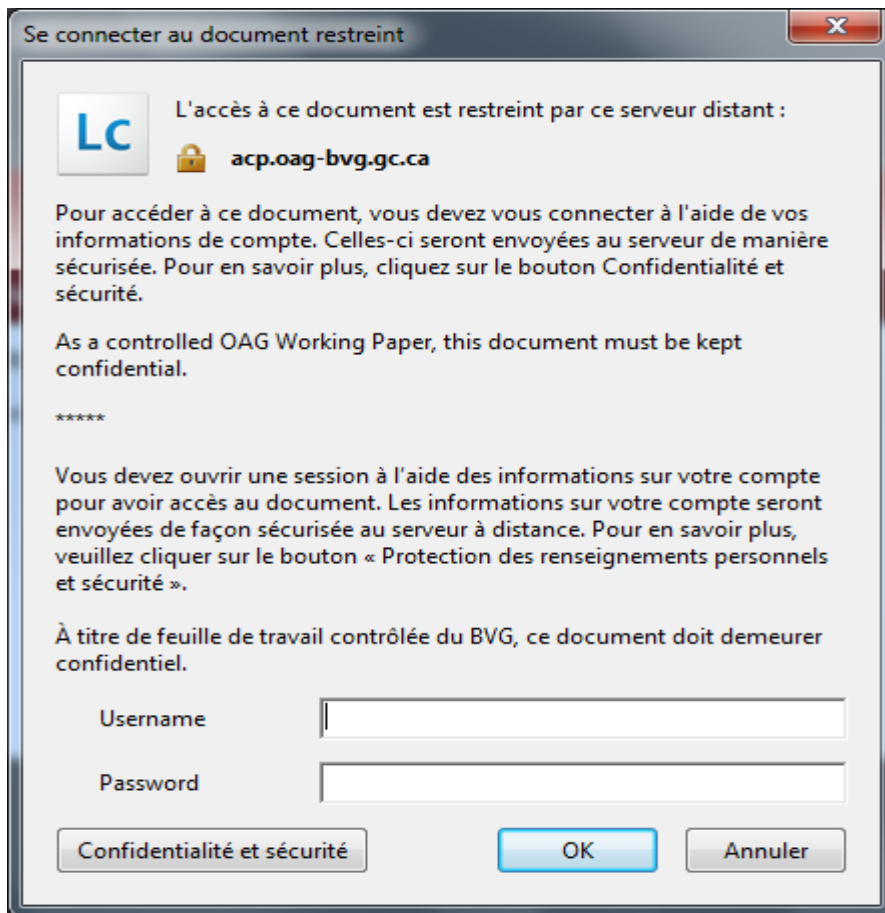 Se connecter au document restreint
Lc
L'accès à ce document est restreint par ce serveur distant :
acp.oag-bvg.gc.ca
Pour accéder à ce document, vous devez vous connecter à l'aide de vos
informations de compte. Celles-ci seront envoyées au serveur de manière
sécurisée. Pour en savoir plus, cliquez sur le bouton Confidentialité et
sécurité.
As a controlled OAG Working Paper, this document must be kept
confidential.
*****
Vous devez ouvrir une session à l'aide des informations sur votre compte
pour avoir accès au document. Les informations sur votre compte seront
envoyées de façon sécurisée au serveur à distance. Pour en savoir plus,
veuillez cliquer sur le bouton « Protection des renseignements personnels
et sécurité ».
À titre de feuille de travail contrôlée du BVG, ce document doit demeurer
confidentiel.
Username
Password
Confidentialité et sécurité
OK
Annuler